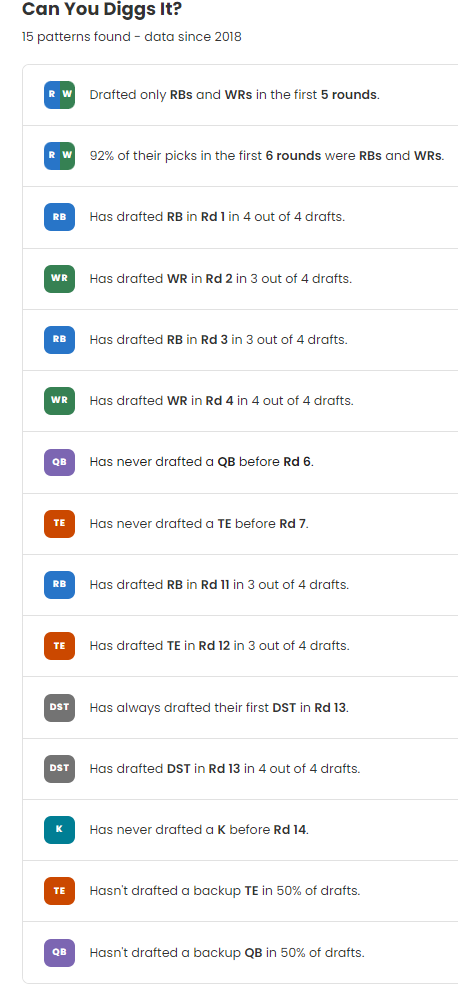 Can You Diggs It?
15 patterns found - data since 2018
R W Drafted only RBs and WRs in the first 5 rounds.
R W 92% of their picks in the first 6 rounds were RBs and WRs.
RB Has drafted RB in Rd 1 in 4 out of 4 drafts.
WR Has drafted WR in Rd 2 in 3 out of 4 drafts.
RB Has drafted RB in Rd 3 in 3 out of 4 drafts.
WR Has drafted WR in Rd 4 in 4 out of 4 drafts.
QB Has never drafted a QB before Rd 6.
TE Has never drafted a TE before Rd 7.
RB Has drafted RB in Rd 11 in 3 out of 4 drafts.
TE Has drafted TE in Rd 12 in 3 out of 4 drafts.
DST Has always drafted their first DST in Rd 13.
DST Has drafted DST in Rd 13 in 4 out of 4 drafts.
K Has never drafted a K before Rd 14.
TE Hasn't drafted a backup TE in 50% of drafts.
QB Hasn't drafted a backup QB in 50% of drafts.